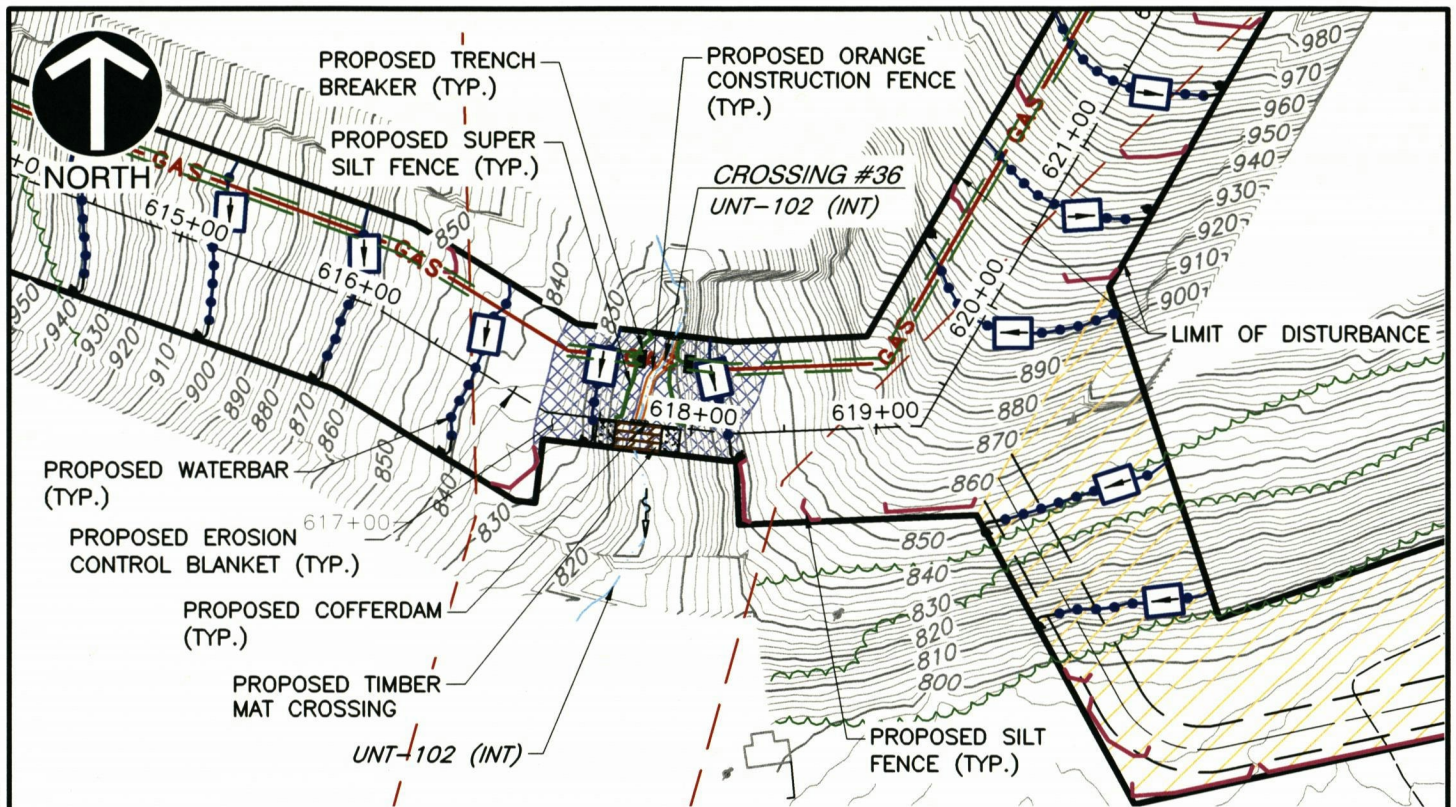 PROPOSED TRENCH
BREAKER (TYP.)
PROPOSED ORANGE
CONSTRUCTION FENCE
(TYP.)
PROPOSED SUPER
SILT FENCE (TYP.)
CROSSING #36
UNT-102 (INT)
NORTH
GAS
615+00
616+00
GAS
850
840
830
618+00
619+00
GAS
620+00
621+00
GAS
980
970
960
950
940
930
920
910
900
LIMIT OF DISTURBANCE
890
880
870
860
850
840
830
820
810
800
950
940
930
920
910
900
890
880
870
860
850
840
830
820
PROPOSED WATERBAR
(TYP.)
617+00
PROPOSED EROSION
CONTROL BLANKET (TYP.)
PROPOSED COFFERDAM
(TYP.)
PROPOSED TIMBER
MAT CROSSING
UNT-102 (INT)
PROPOSED SILT
FENCE (TYP.)